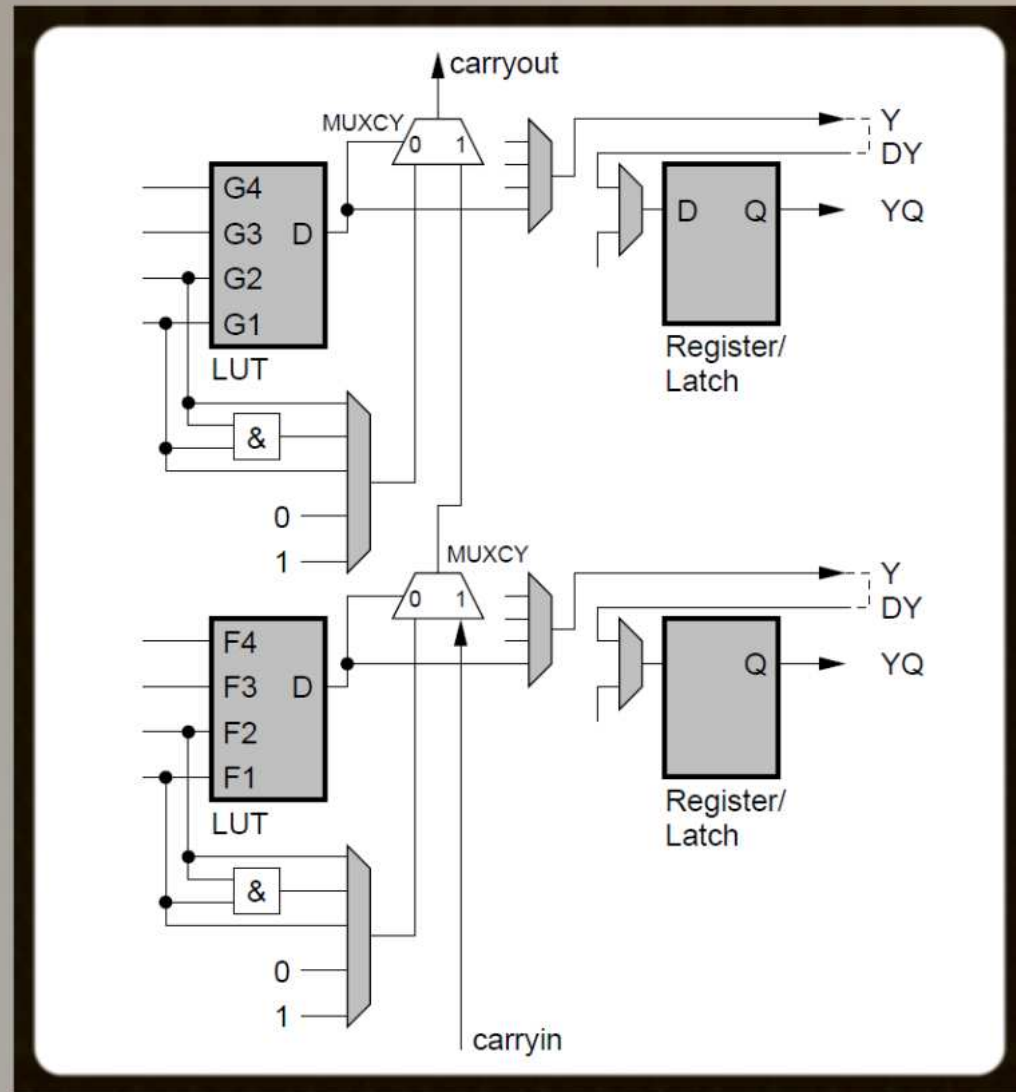 carryout
MUXCY
0 1
Y
DY
G4
G3 D
G2
G1
LUT
D Q
YQ
Register/
Latch
&
0
1
MUXCY
0 1
Y
DY
F4
F3 D
F2
F1
LUT
Q
YQ
Register/
Latch
&
0
1
carryin